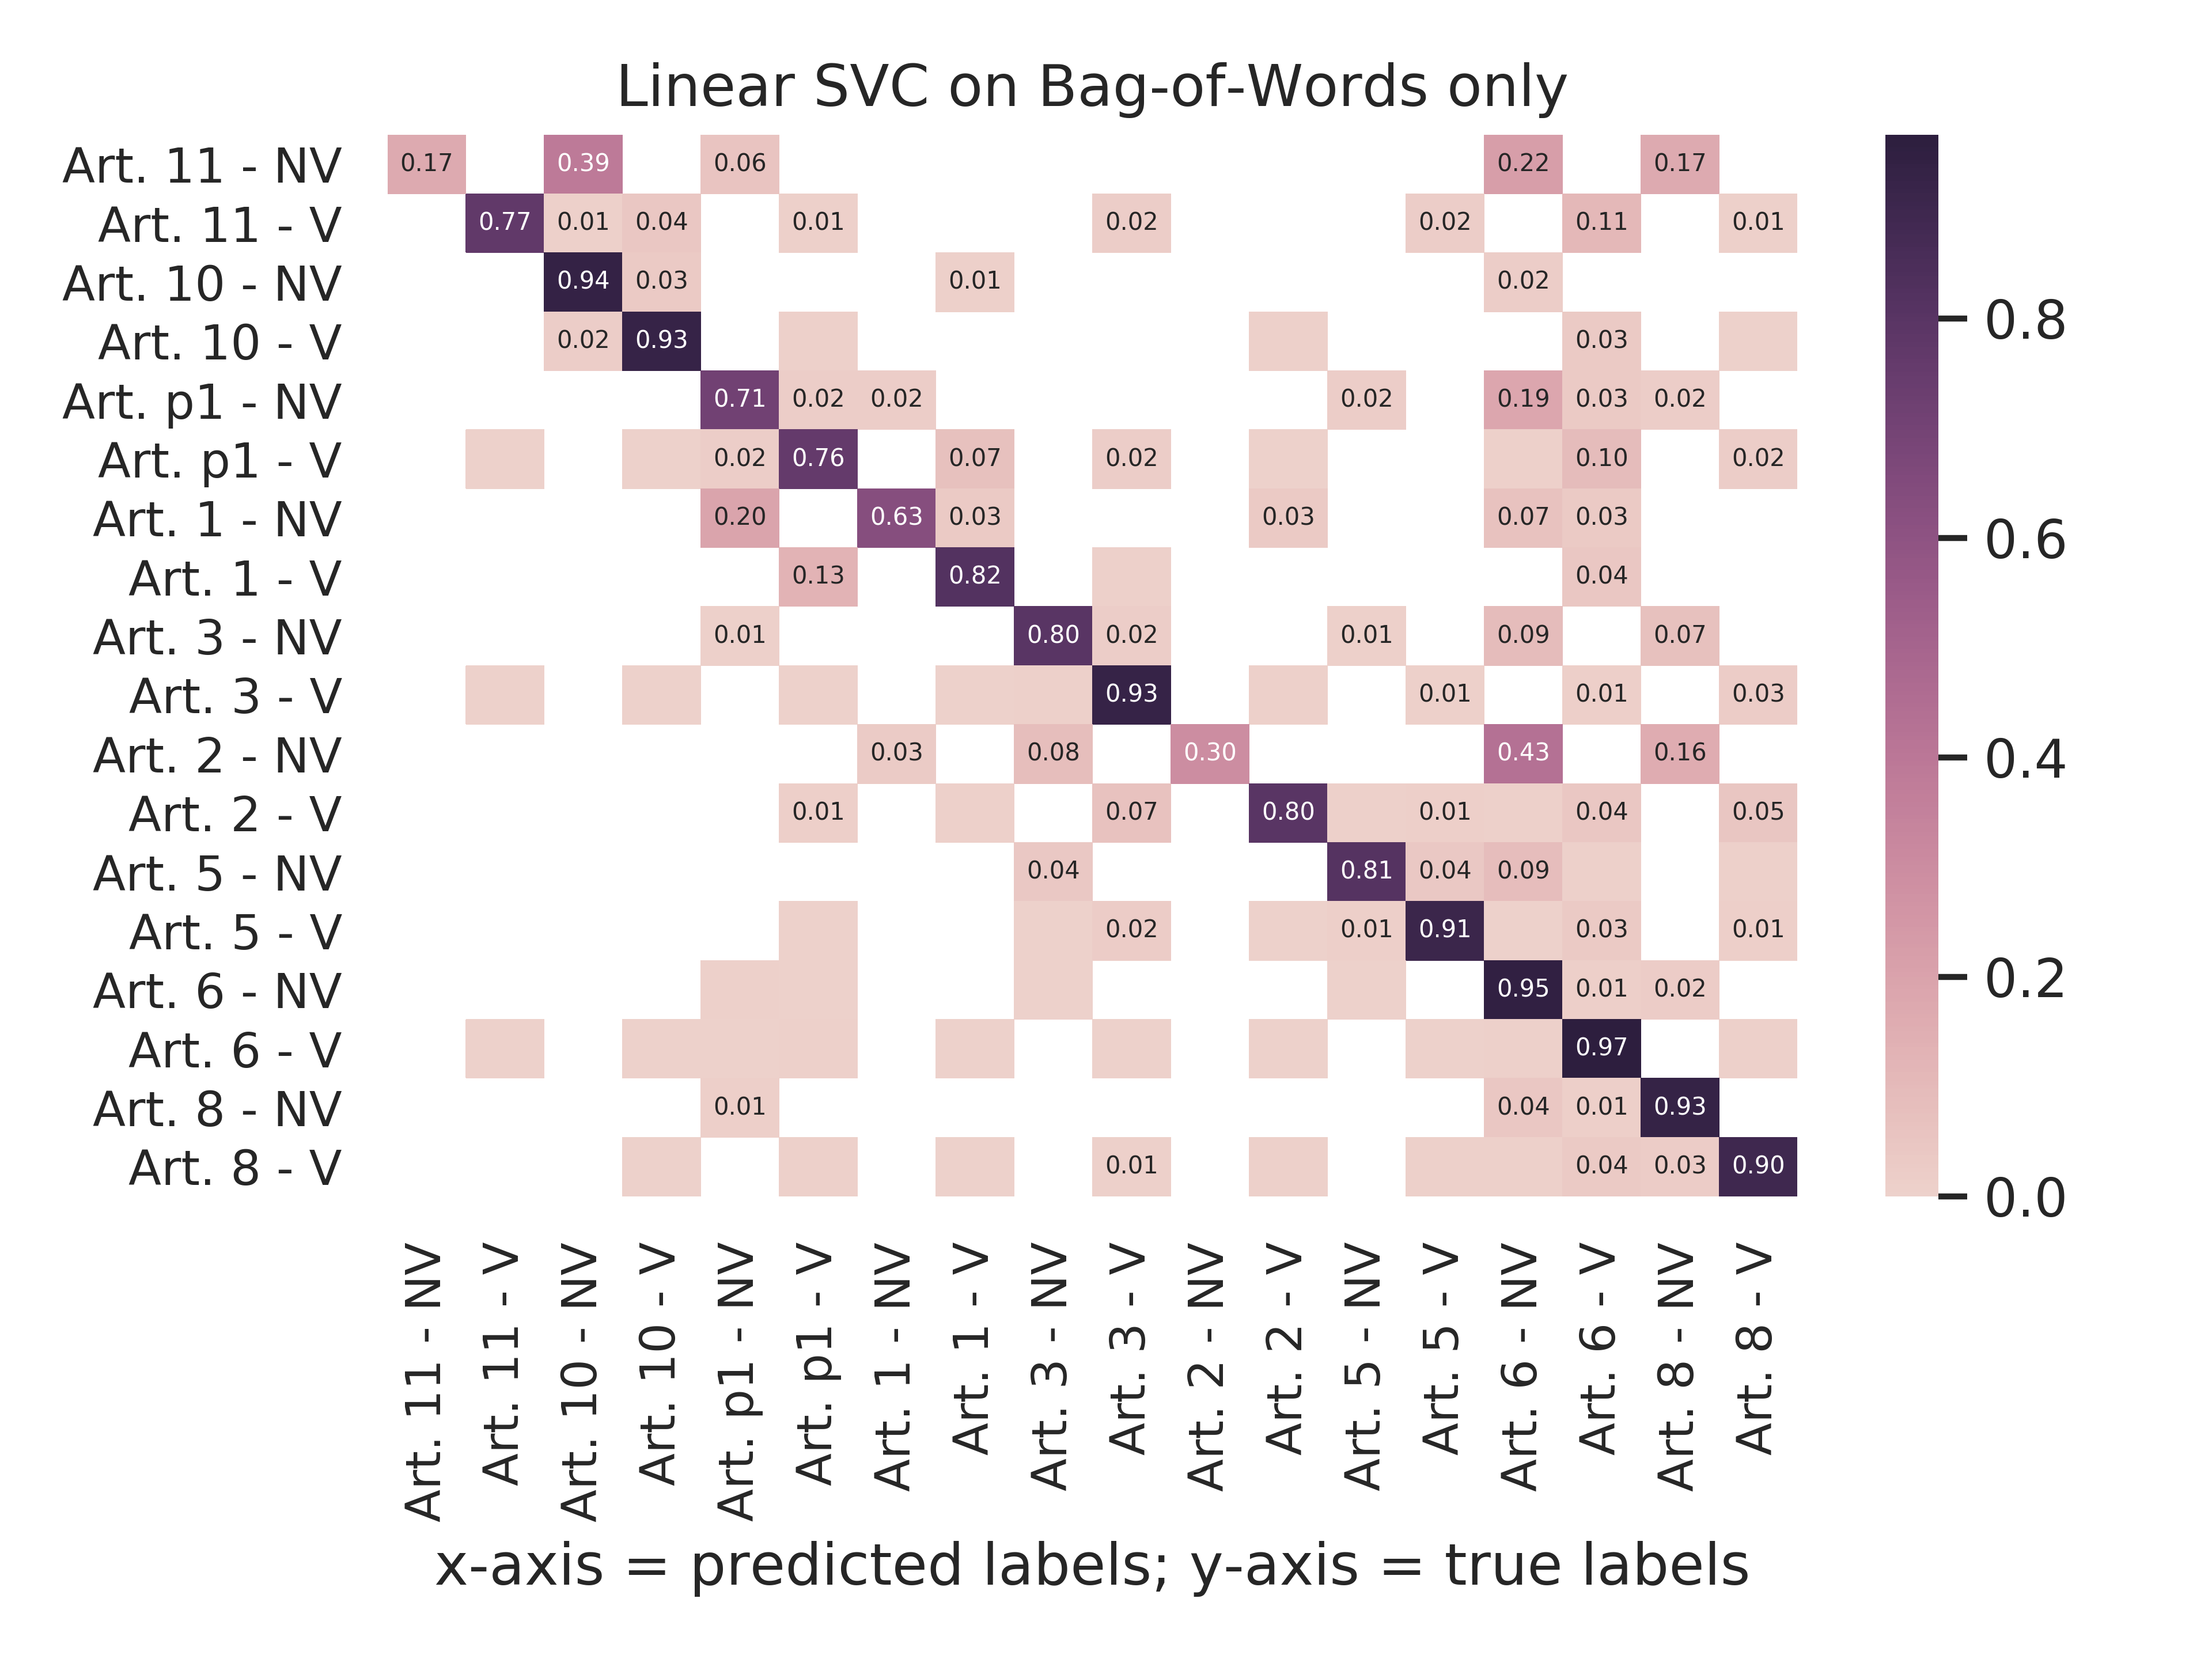 Linear SVC on Bag-of-Words only
Art. 11 - NV 0.17 0.39 0.06 0.22 0.17
Art. 11 - V 0.77 0.01 0.04 0.01 0.02 0.02 0.11 0.01
Art. 10 - NV 0.94 0.03 0.01 0.02
Art. 10 - V 0.02 0.93 0.03
Art. p1 - NV 0.71 0.02 0.02 0.02 0.19 0.03 0.02
Art. p1 - V 0.02 0.76 0.07 0.02 0.10 0.02
Art. 1 - NV 0.20 0.63 0.03 0.03 0.07 0.03
Art. 1 - V 0.13 0.82 0.04
Art. 3 - NV 0.01 0.80 0.02 0.01 0.09 0.07
Art. 3 - V 0.93 0.01 0.01 0.03
Art. 2 - NV 0.03 0.08 0.30 0.43 0.16
Art. 2 - V 0.01 0.07 0.80 0.01 0.04 0.05
Art. 5 - NV 0.04 0.81 0.04 0.09
Art. 5 - V 0.02 0.01 0.91 0.03 0.01
Art. 6 - NV 0.95 0.01 0.02
Art. 6 - V 0.97
Art. 8 - NV 0.01 0.04 0.01 0.93
Art. 8 - V 0.01 0.04 0.03 0.90
Art. 11 - NV
Art. 11 - V
Art. 10 - NV
Art. 10 - V
Art. p1 - NV
Art. p1 - V
Art. 1 - NV
Art. 1 - V
Art. 3 - NV
Art. 3 - V
Art. 2 - NV
Art. 2 - V
Art. 5 - NV
Art. 5 - V
Art. 6 - NV
Art. 6 - V
Art. 8 - NV
Art. 8 - V
x-axis = predicted labels; y-axis = true labels
0.8
0.6
0.4
0.2
0.0